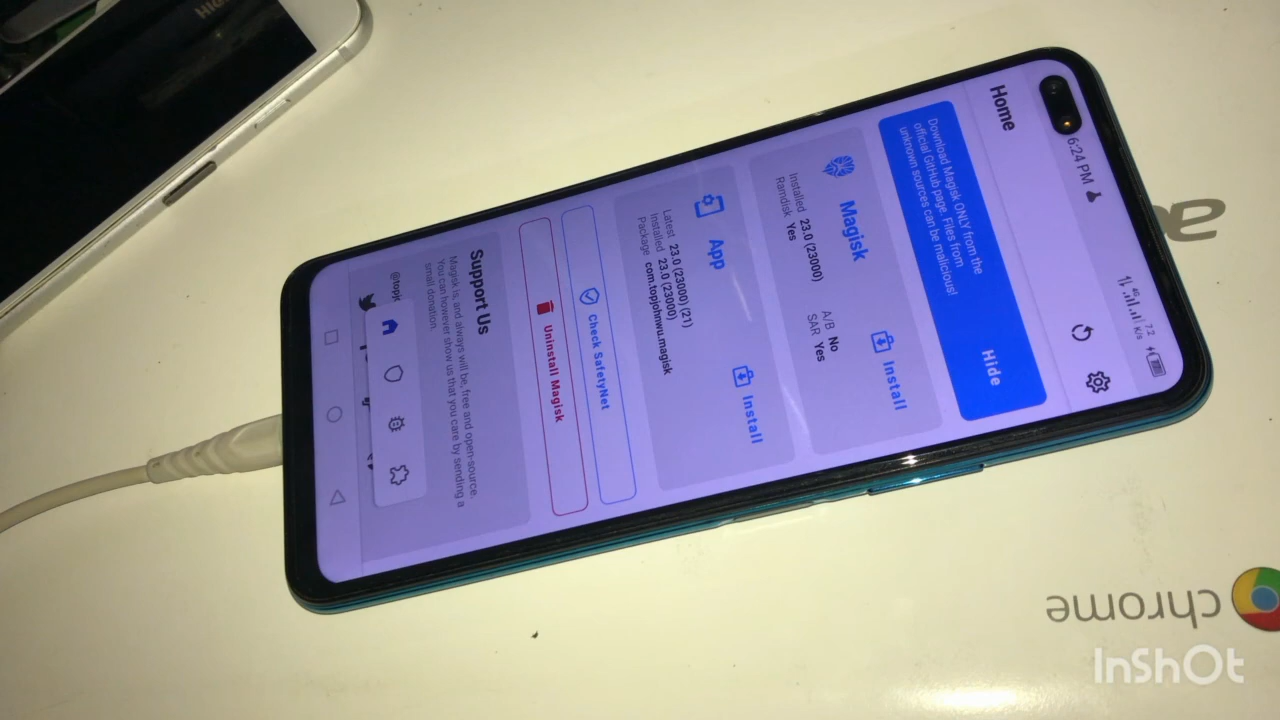 6:24 PM
4G
7.2
K/s
Home
Download Magisk ONLY from the
official GitHub page. Files from
unknown sources can be malicious!
Hide
Magisk
Install
Installed 23.0 (23000)
A/B No
Ramdisk Yes
SAR Yes
App
Install
Latest 23.0 (23000) (21)
Installed 23.0 (23000)
Package com.topjohnwu.magisk
Check SafetyNet
Uninstall Magisk
Support Us
Magisk is, and always will be, free and open-source.
You can however show us that you care by sending a
small donation.
chrome
InShOt